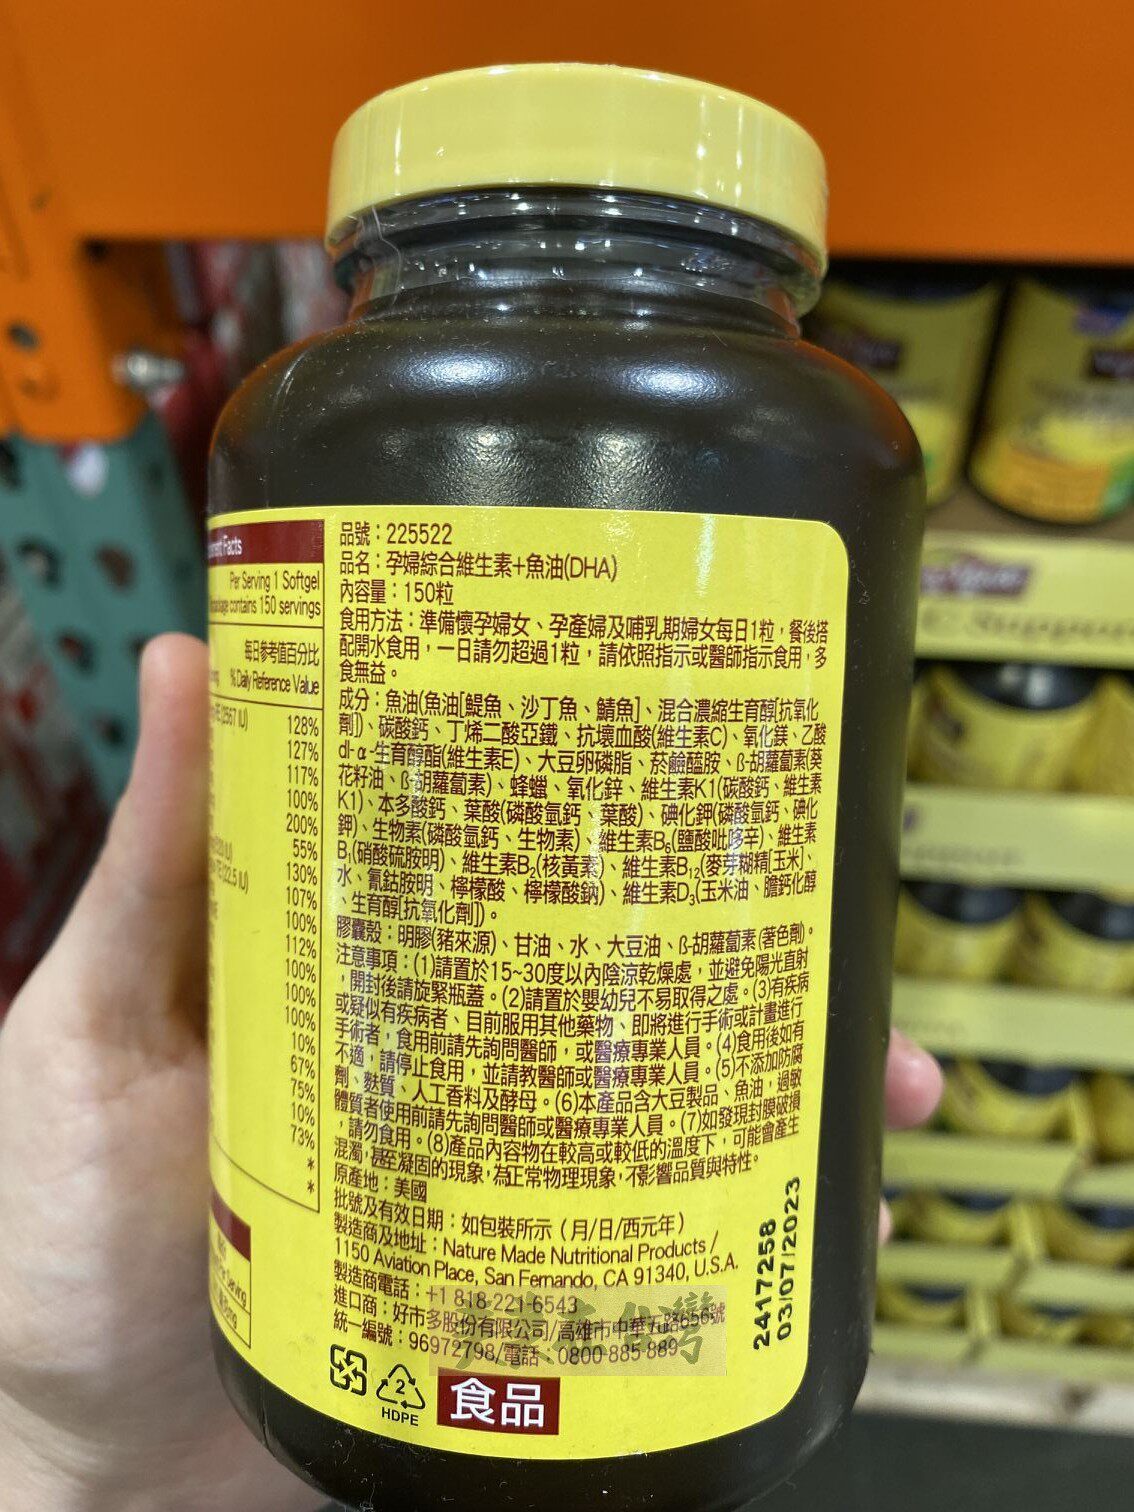 Facts
Per Serving 1 Softgel
contains 150 servings
每日參考值百分比
% Daily Reference Value
128%
127%
117%
100%
200%
55%
130%
107%
100%
112%
100%
100%
100%
10%
67%
75%
10%
73%
*
*
品號：225522
品名：孕婦綜合維生素+魚油(DHA)
內容量：150粒
食用方法：準備懷孕婦女、孕產婦及哺乳期婦女每日1粒，餐後搭
配開水食用，一日請勿超過1粒，請依照指示或醫師指示食用，多
食無益。
成分：魚油(魚油[鯷魚、沙丁魚、鯖魚]、混合濃縮生育醇[抗氧化
劑])、碳酸鈣、丁烯二酸亞鐵、抗壞血酸(維生素C)、氧化鎂、乙酸
dl-α-生育醇酯(維生素E)、大豆卵磷脂、菸鹼醯胺、ß-胡蘿蔔素(葵
花籽油、ß-胡蘿蔔素)、蜂蠟、氧化鋅、維生素K1(碳酸鈣、維生素
K1)、本多酸鈣、葉酸(磷酸氫鈣、葉酸)、碘化鉀(磷酸氫鈣、碘化
鉀)、生物素(磷酸氫鈣、生物素)、維生素B₆(鹽酸吡哆辛)、維生素
B₁(硝酸硫胺明)、維生素B₂(核黃素)、維生素B₁₂(麥芽糊精[玉米]、
水、氰鈷胺明、檸檬酸、檸檬酸鈉)、維生素D₃(玉米油、膽鈣化醇
、生育醇[抗氧化劑])。
膠囊殼：明膠(豬來源)、甘油、水、大豆油、ß-胡蘿蔔素(著色劑)。
注意事項：(1)請置於15~30度以內陰涼乾燥處，並避免陽光直射
，開封後請旋緊瓶蓋。(2)請置於嬰幼兒不易取得之處。(3)有疾病
或疑似有疾病者、目前服用其他藥物、即將進行手術或計畫進行
手術者，食用前請先詢問醫師，或醫療專業人員。(4)食用後如有
不適，請停止食用，並請教醫師或醫療專業人員。(5)不添加防腐
劑、麩質、人工香料及酵母。(6)本產品含大豆製品、魚油，過敏
體質者使用前請先詢問醫師或醫療專業人員。(7)如發現封膜破損
，請勿食用。(8)產品內容物在較高或較低的溫度下，可能會產生
混濁，甚至凝固的現象，為正常物理現象，不影響品質與特性。
原產地：美國
批號及有效日期：如包裝所示（月/日/西元年）
製造商及地址：Nature Made Nutritional Products /
1150 Aviation Place, San Fernando, CA 91340, U.S.A.
製造商電話：+1 818-221-6543
進口商：好市多股份有限公司/高雄市中華五路656號
統一編號：96972798/電話：0800-885-889
2417258
03/07/2023
2
HDPE
食品